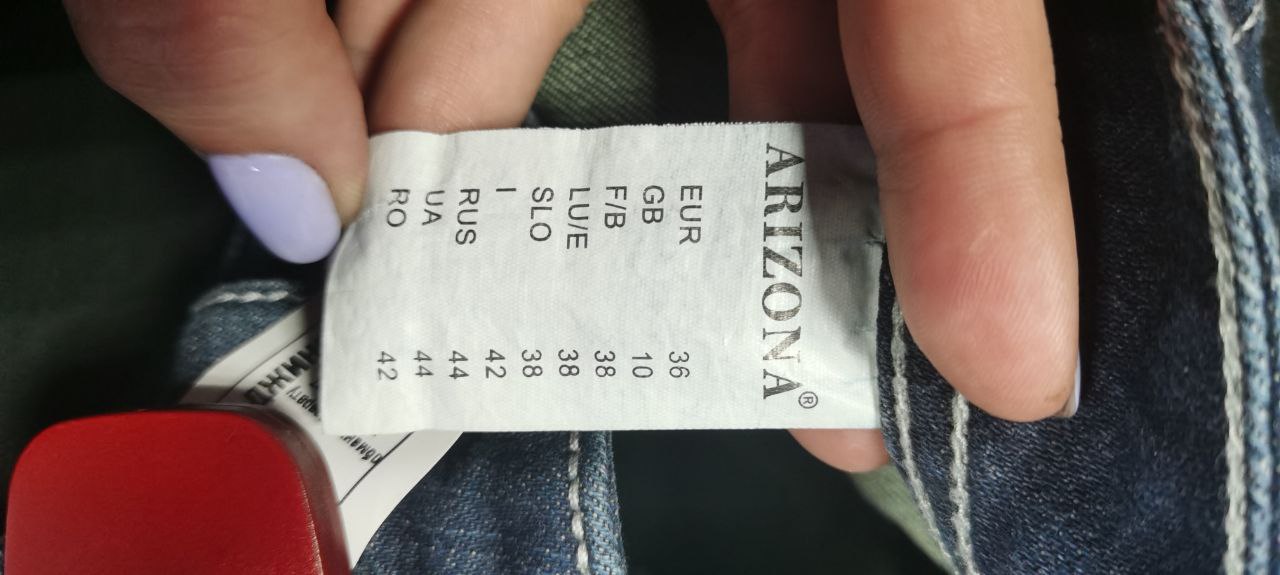 ARIZONA®
EUR 36
GB 10
F/B 38
LU/E 38
SLO 38
I 42
RUS 44
UA 44
RO 42